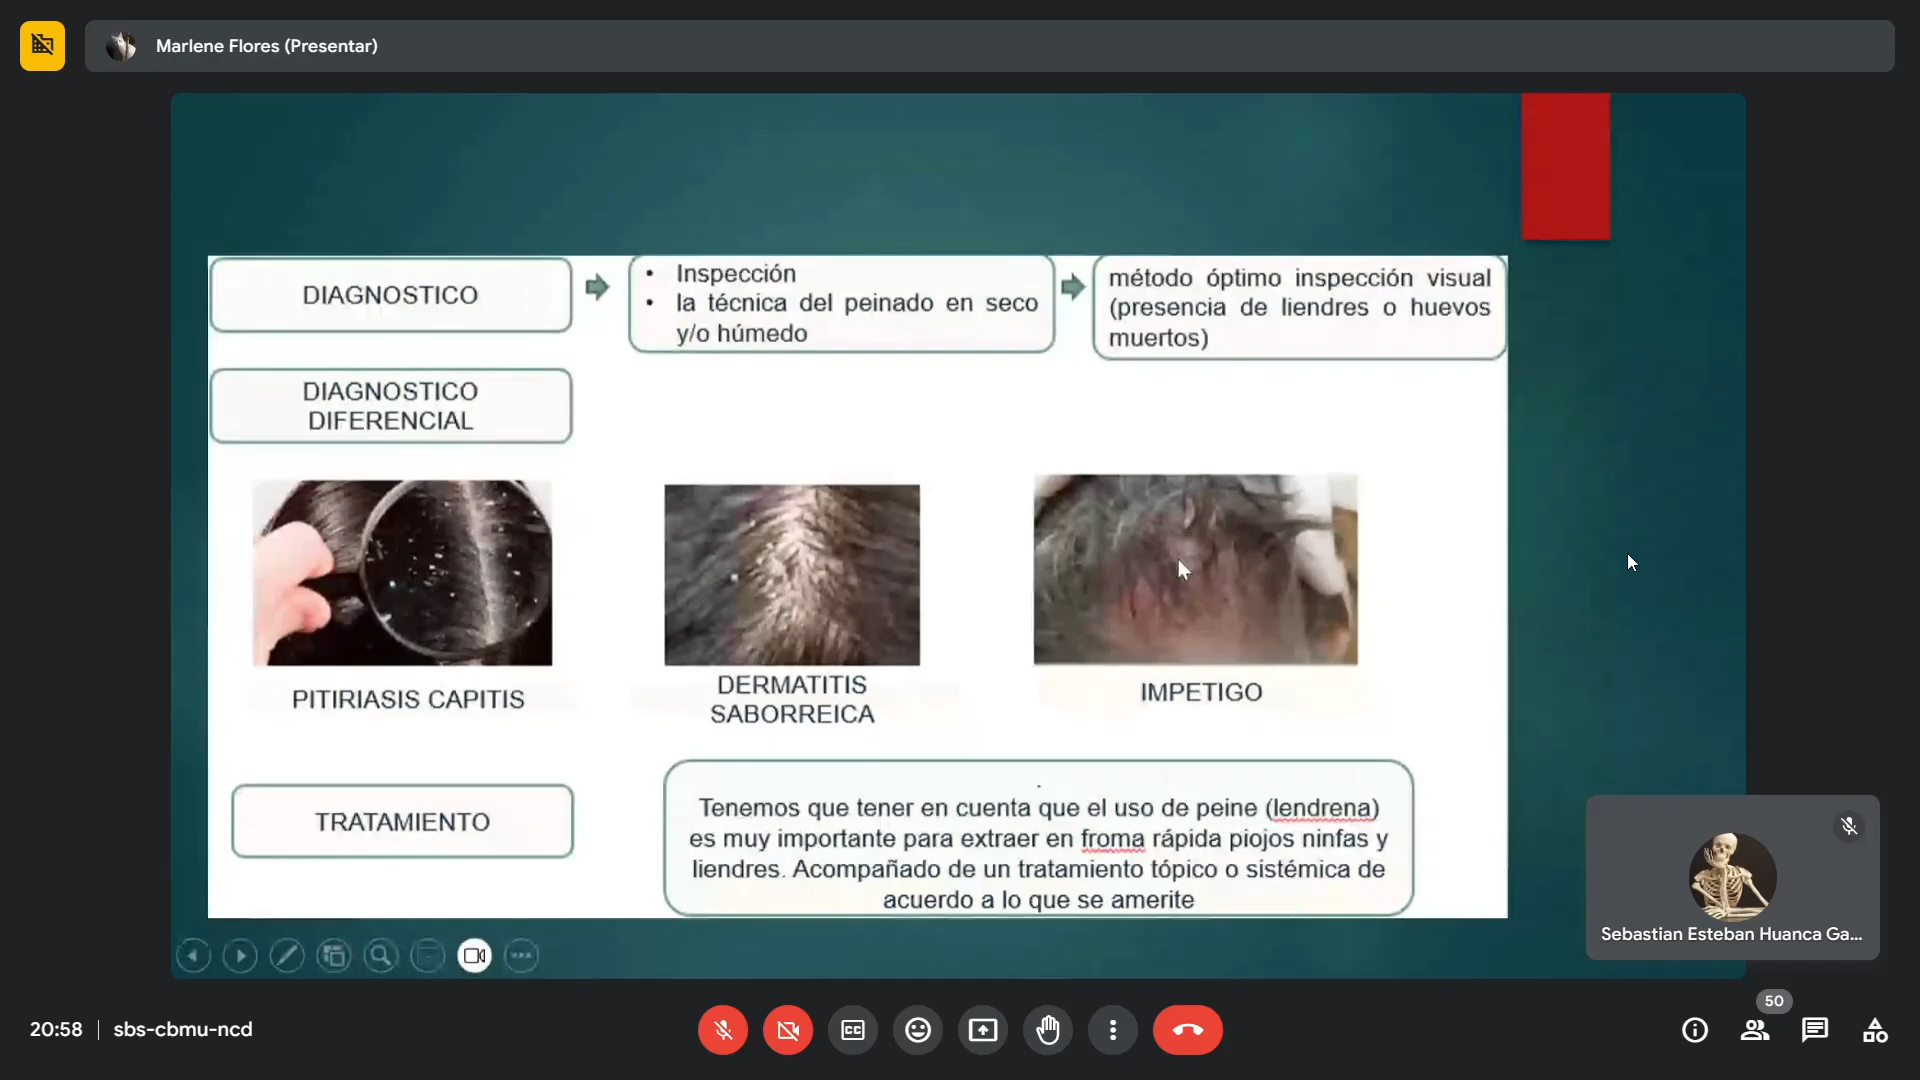 Marlene Flores (Presentar)
DIAGNOSTICO
• Inspección
• la técnica del peinado en seco
y/o húmedo
método óptimo inspección visual
(presencia de liendres o huevos
muertos)
DIAGNOSTICO
DIFERENCIAL
PITIRIASIS CAPITIS
DERMATITIS
SABORREICA
IMPETIGO
TRATAMIENTO
Tenemos que tener en cuenta que el uso de peine (lendrena)
es muy importante para extraer en froma rápida piojos ninfas y
liendres. Acompañado de un tratamiento tópico o sistémica de
acuerdo a lo que se amerite
Sebastian Esteban Huanca Ga...
20:58 | sbs-cbmu-ncd
CC
50